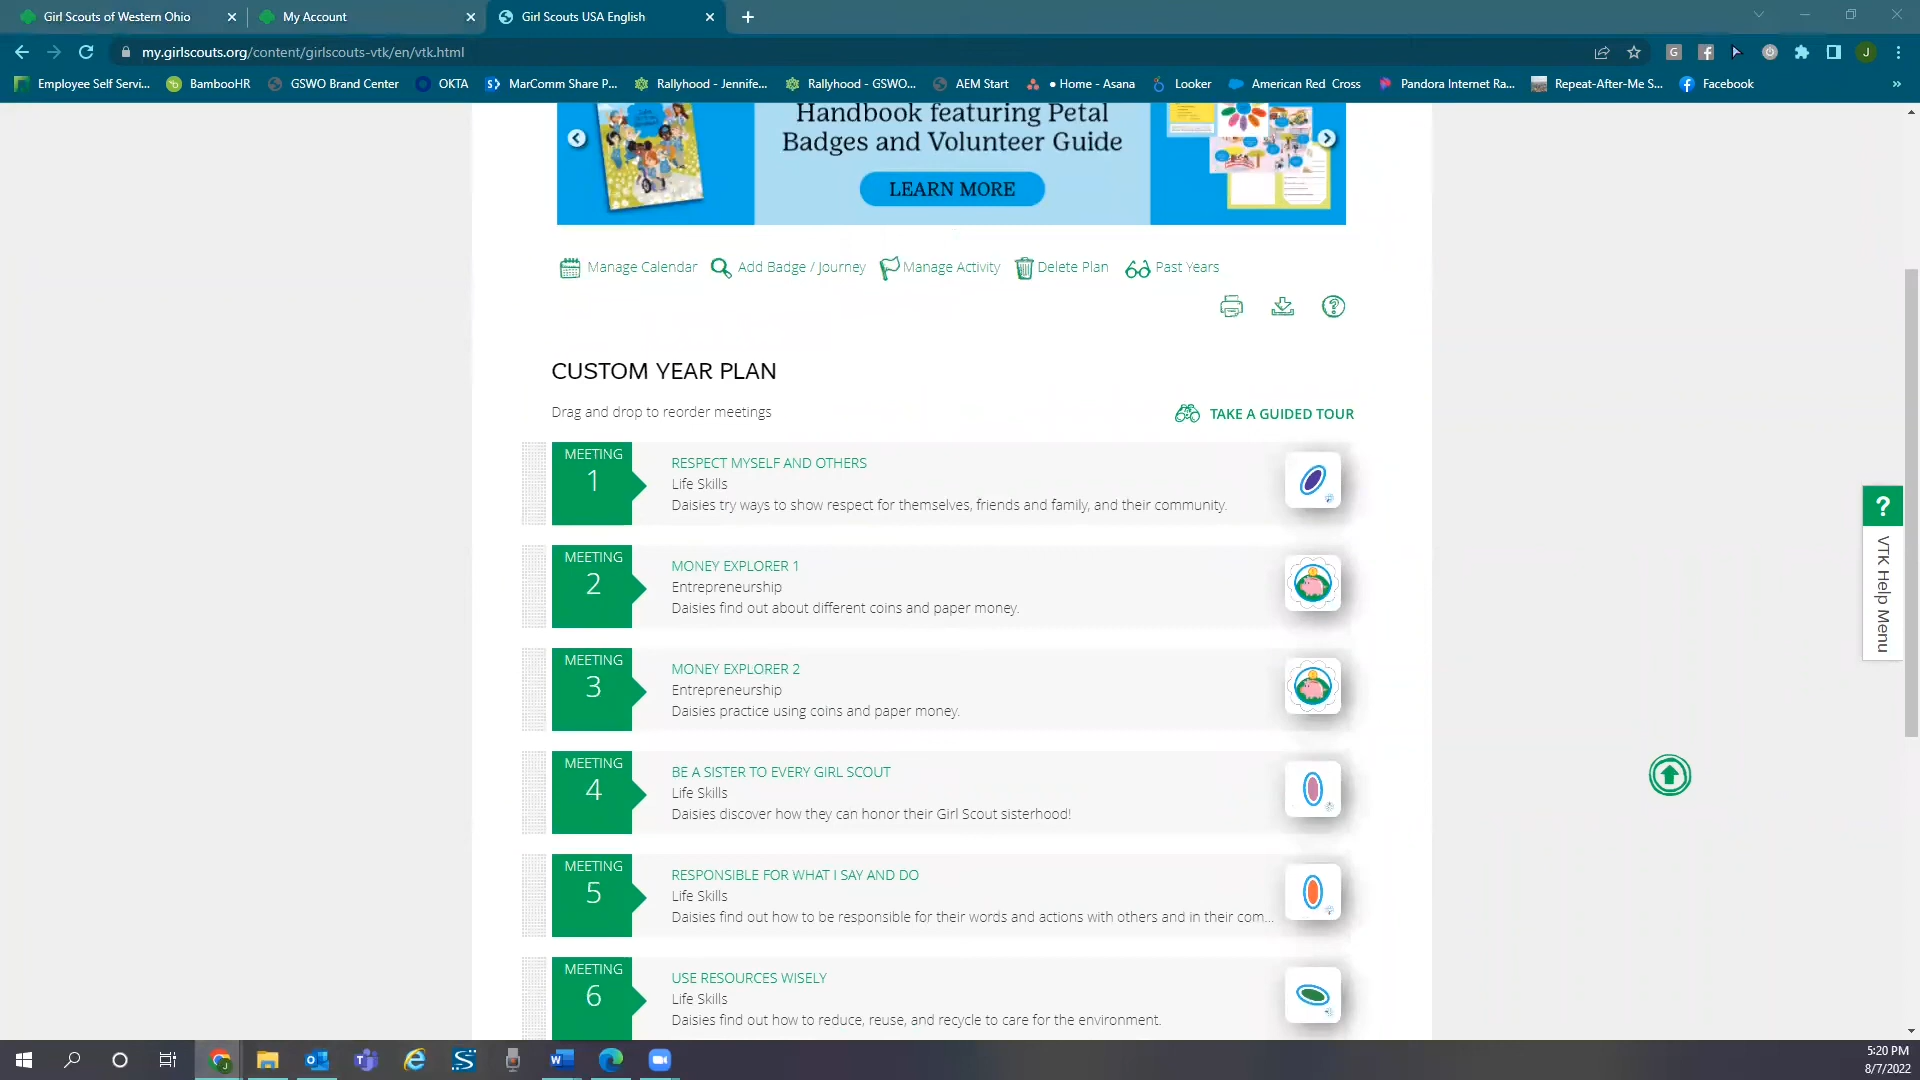 Girl Scouts of Western Ohio
My Account
Girl Scouts USA English
my.girlscouts.org/content/girlscouts-vtk/en/vtk.html
Employee Self Servi...
BambooHR
GSWO Brand Center
OKTA
MarComm Share P...
Rallyhood - Jennife...
Rallyhood - GSWO...
AEM Start
• Home - Asana
Looker
American Red Cross
Pandora Internet Ra...
Repeat-After-Me S...
Facebook
Handbook featuring Petal
Badges and Volunteer Guide
LEARN MORE
Manage Calendar
Add Badge / Journey
Manage Activity
Delete Plan
Past Years
CUSTOM YEAR PLAN
Drag and drop to reorder meetings
TAKE A GUIDED TOUR
MEETING
1
RESPECT MYSELF AND OTHERS
Life Skills
Daisies try ways to show respect for themselves, friends and family, and their community.
MEETING
2
MONEY EXPLORER 1
Entrepreneurship
Daisies find out about different coins and paper money.
MEETING
3
MONEY EXPLORER 2
Entrepreneurship
Daisies practice using coins and paper money.
MEETING
4
BE A SISTER TO EVERY GIRL SCOUT
Life Skills
Daisies discover how they can honor their Girl Scout sisterhood!
MEETING
5
RESPONSIBLE FOR WHAT I SAY AND DO
Life Skills
Daisies find out how to be responsible for their words and actions with others and in their com...
MEETING
6
USE RESOURCES WISELY
Life Skills
Daisies find out how to reduce, reuse, and recycle to care for the environment.
?
VTK Help Menu
5:20 PM
8/7/2022